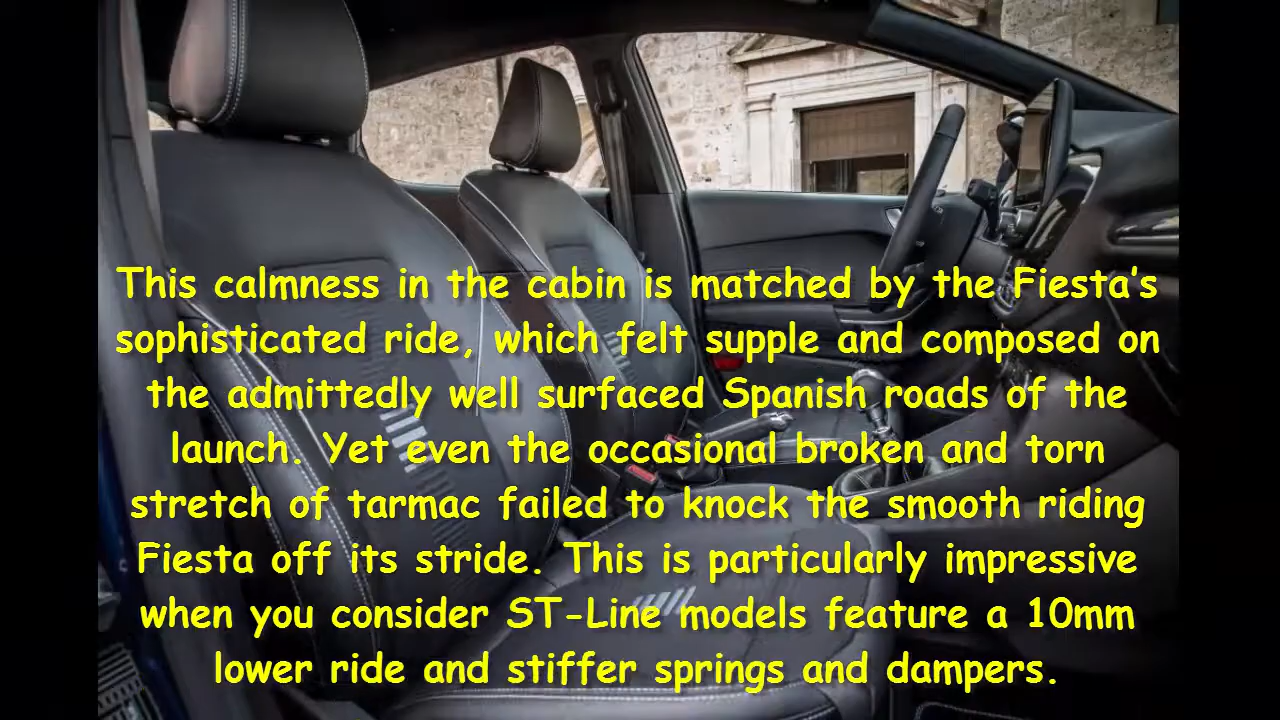 This calmness in the cabin is matched by the Fiesta’s
sophisticated ride, which felt supple and composed on
the admittedly well surfaced Spanish roads of the
launch. Yet even the occasional broken and torn
stretch of tarmac failed to knock the smooth riding
Fiesta off its stride. This is particularly impressive
when you consider ST-Line models feature a 10mm
lower ride and stiffer springs and dampers.